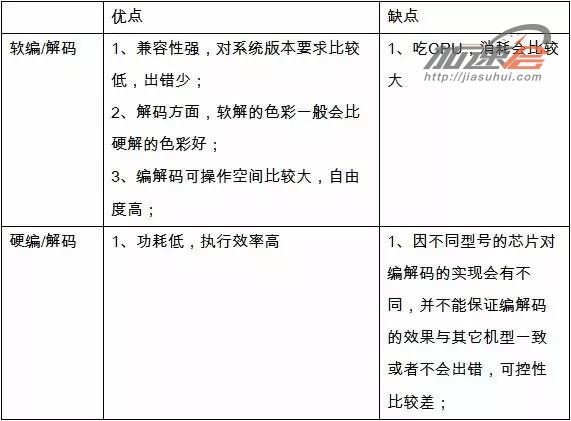 优点
缺点
软编/解码
1、兼容性强，对系统版本要求比较
低，出错少；
2、解码方面，软解的色彩一般会比
硬解的色彩好；
3、编解码可操作空间比较大，自由
度高；
1、吃CPU，消耗会比较
大
加速会
http://jiasuhui.com
硬编/解码
1、功耗低，执行效率高
1、因不同型号的芯片对
编解码的实现会有不
同，并不能保证编解码
的效果与其它机型一致
或者不会出错，可控性
比较差；